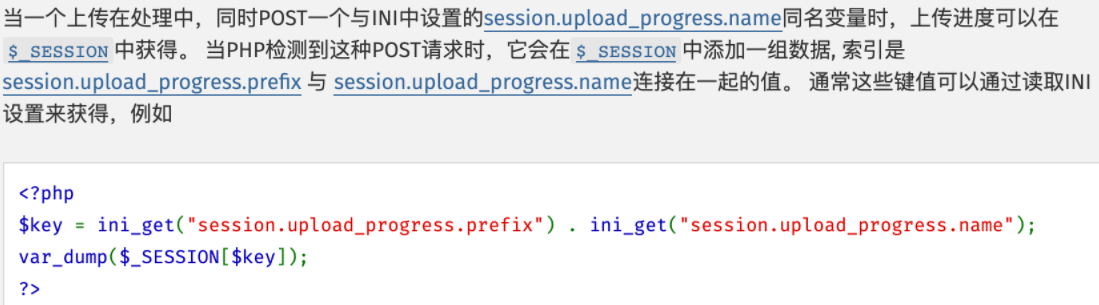 当一个上传在处理中，同时POST一个与INI中设置的session.upload_progress.name同名变量时，上传进度可以在
$_SESSION 中获得。 当PHP检测到这种POST请求时，它会在 $_SESSION 中添加一组数据, 索引是
session.upload_progress.prefix 与 session.upload_progress.name连接在一起的值。 通常这些键值可以通过读取INI
设置来获得，例如
<?php
$key = ini_get("session.upload_progress.prefix") . ini_get("session.upload_progress.name");
var_dump($_SESSION[$key]);
?>